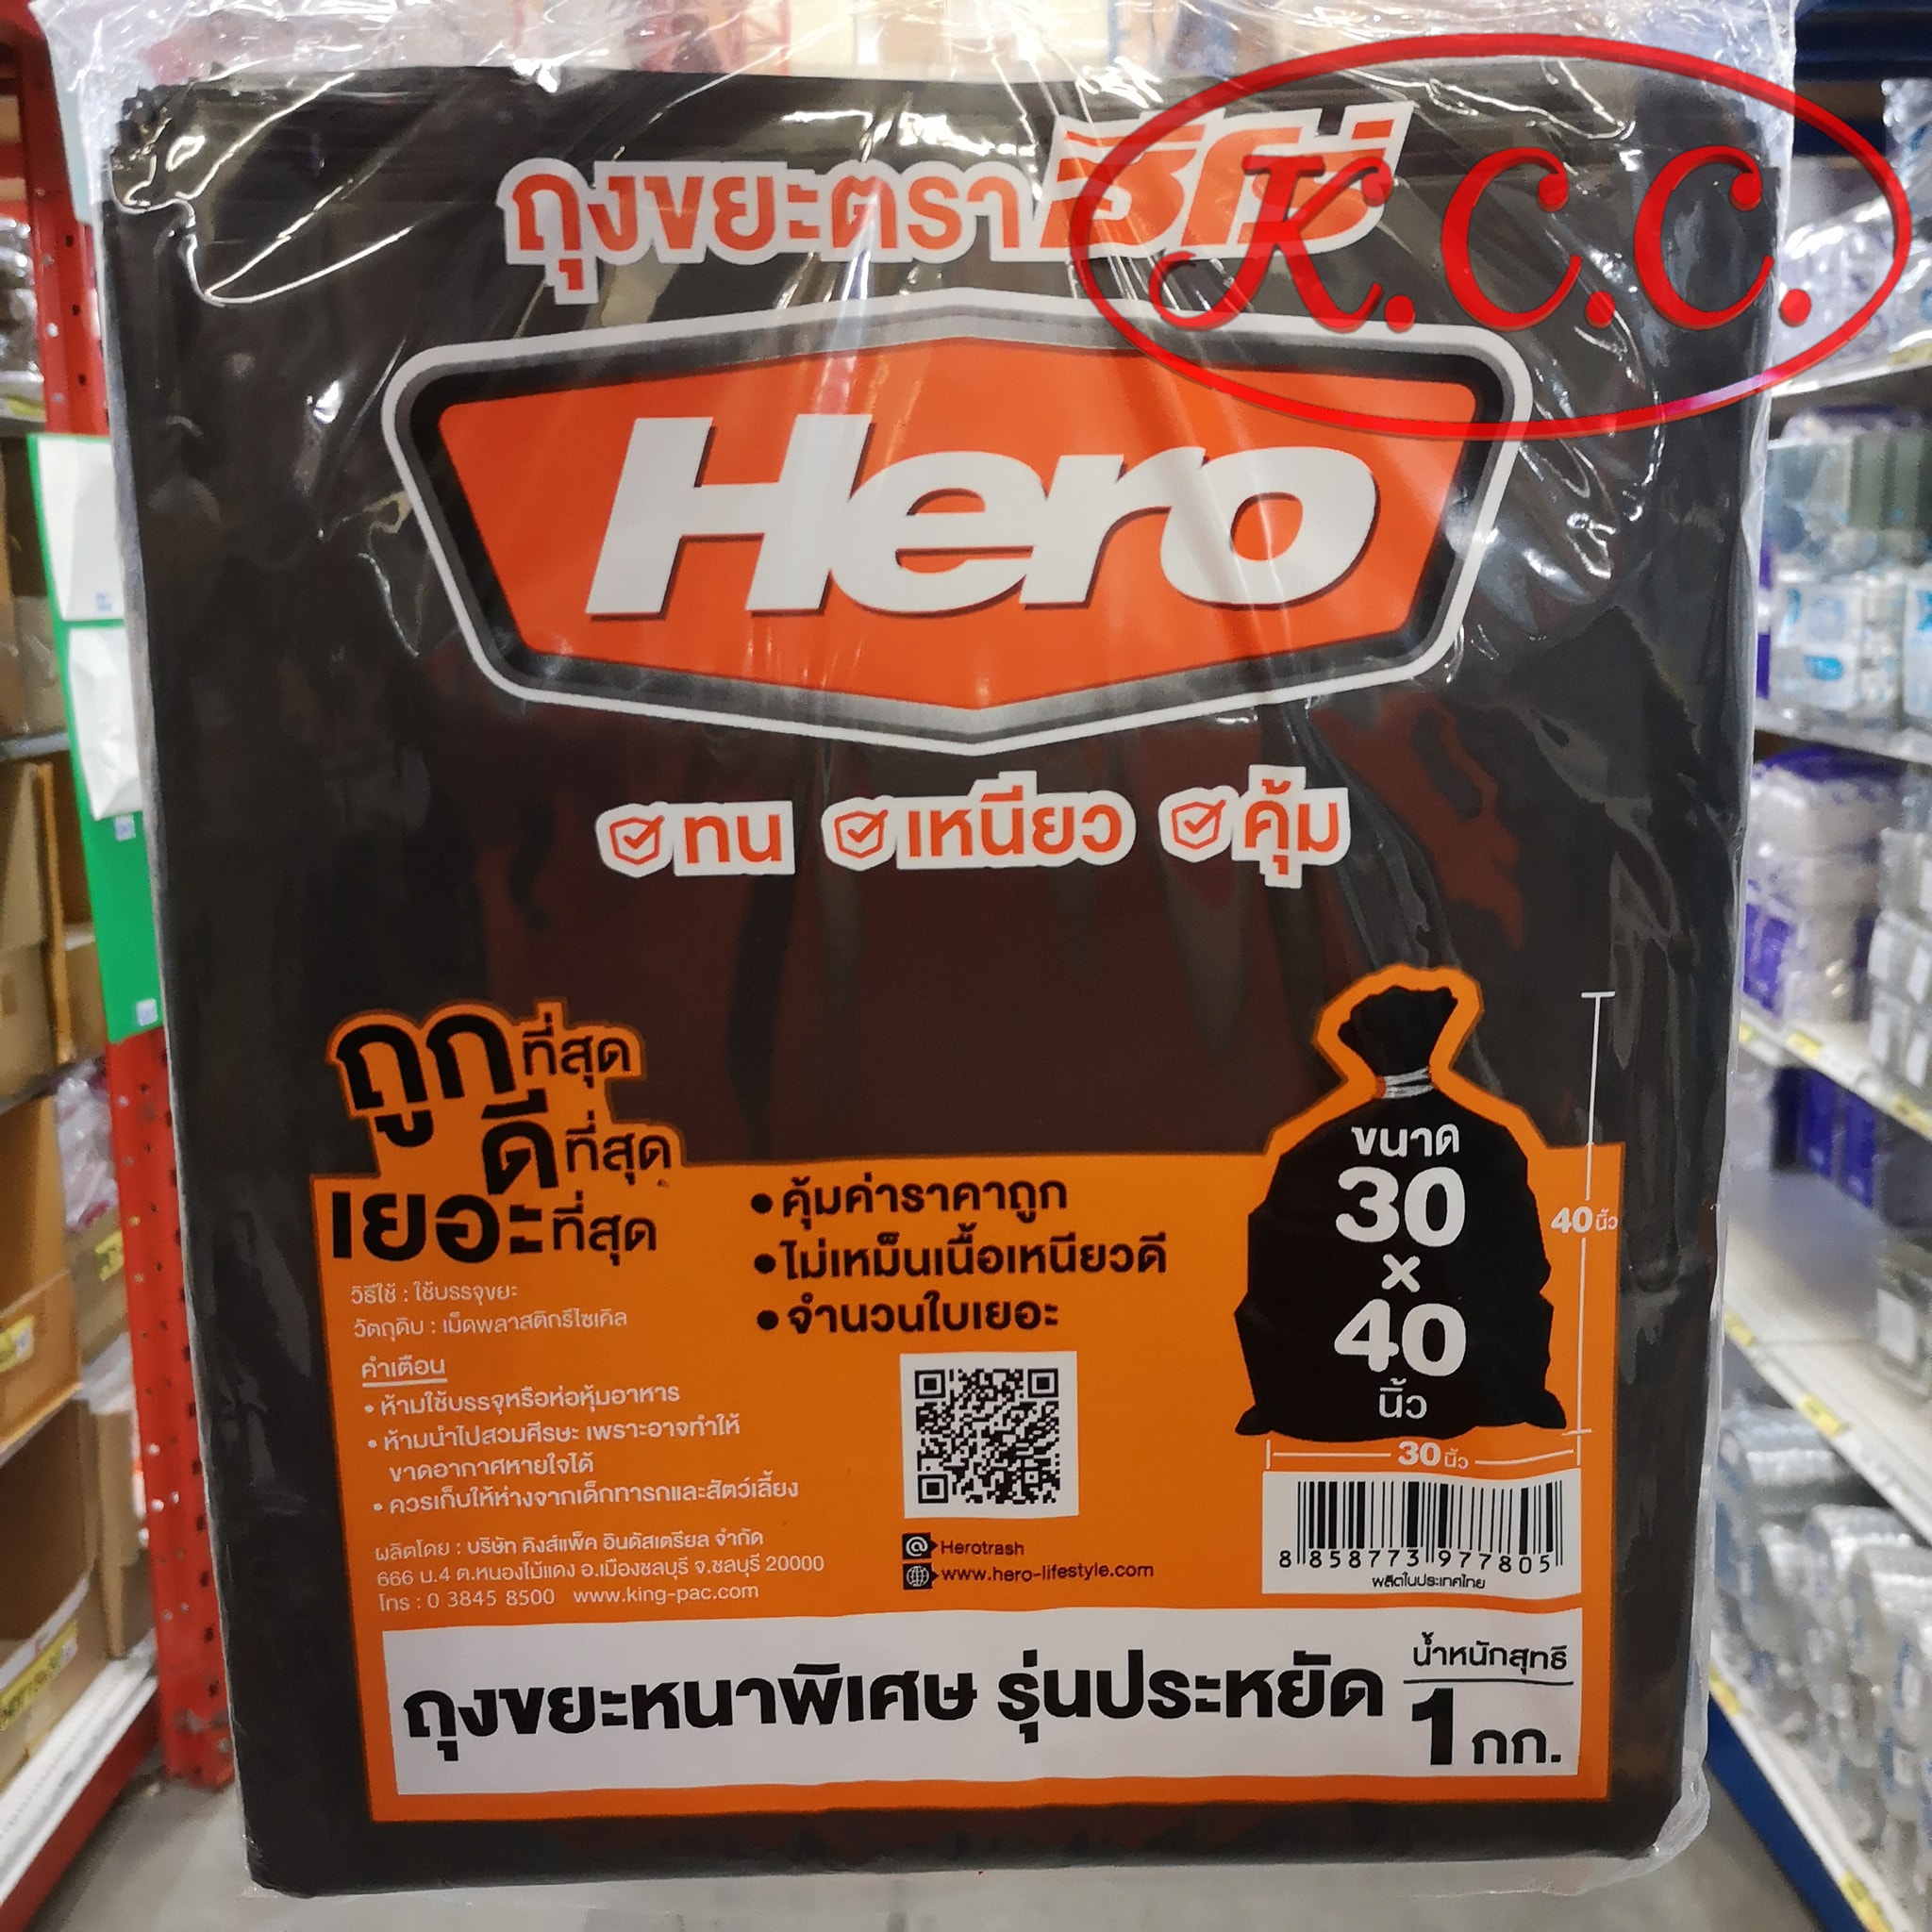 ถุงขยะตราฮีโร่
K.C.C.
Hero
ทน เหนียว คุ้ม
ถูกที่สุด
ดีที่สุด
เยอะที่สุด
วิธีใช้ : ใช้บรรจุขยะ
วัตถุดิบ : เม็ดพลาสติกรีไซเคิล
คำเตือน
• ห้ามใช้บรรจุหรือห่อหุ้มอาหาร
• ห้ามนำไปสวมศีรษะ เพราะอาจทำให้
ขาดอากาศหายใจได้
• ควรเก็บให้ห่างจากเด็กทารกและสัตว์เลี้ยง
ผลิตโดย : บริษัท คิงส์แพ็ค อินดัสเตรียล จำกัด
666 ม.4 ต.หนองไม้แดง อ.เมืองชลบุรี จ.ชลบุรี 20000
โทร : 0 3845 8500 www.king-pac.com
• คุ้มค่าราคาถูก
• ไม่เหม็นเนื้อเหนียวดี
• จำนวนใบเยอะ
Herotrash
www.hero-lifestyle.com
ขนาด
30
x
40
นิ้ว
40 นิ้ว
30 นิ้ว
8 858773 977805
ผลิตในประเทศไทย
ถุงขยะหนาพิเศษ รุ่นประหยัด
น้ำหนักสุทธิ
1 กก.